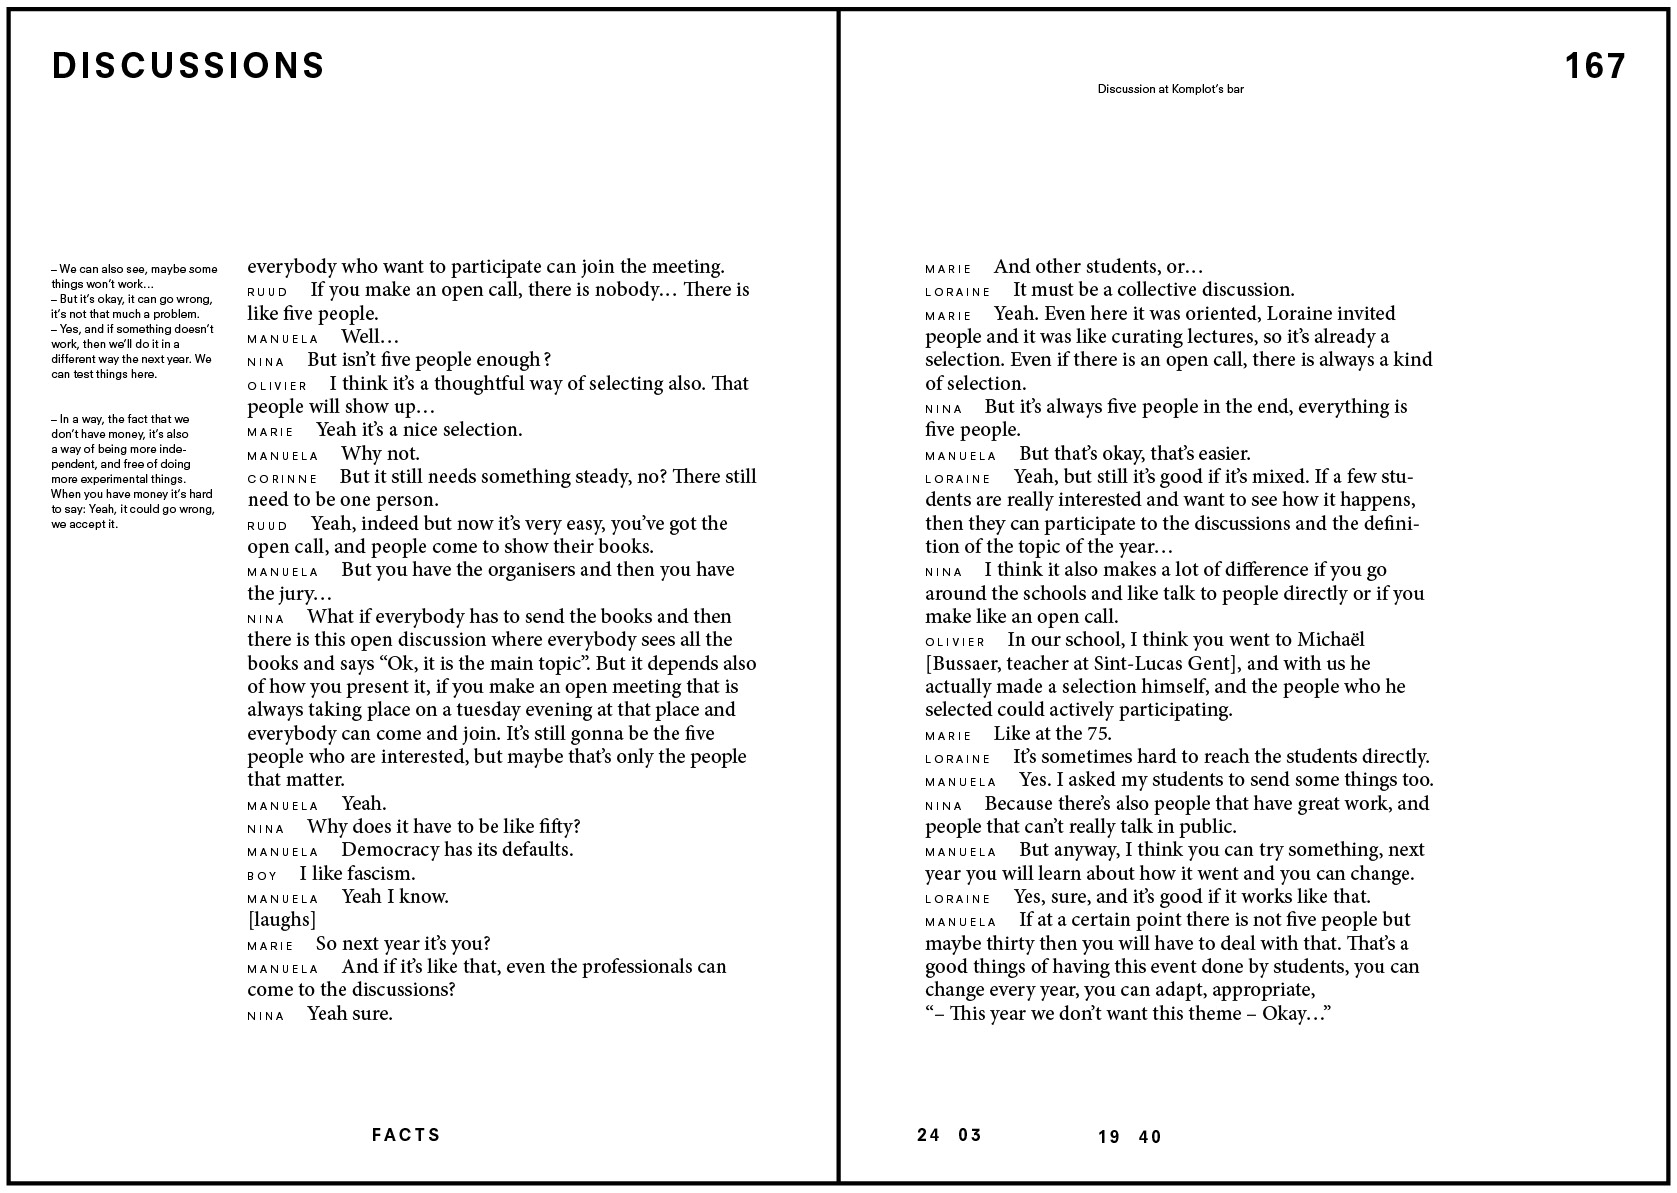 DISCUSSIONS
– We can also see, maybe some
things won't work…
– But it's okay, it can go wrong,
it's not that much a problem.
– Yes, and if something doesn't
work, then we'll do it in a
different way the next year. We
can test things here.
– In a way, the fact that we
don't have money, it's also
a way of being more inde-
pendent, and free of doing
more experimental things.
When you have money it's hard
to say: Yeah, it could go wrong,
we accept it.
everybody who want to participate can join the meeting.
RUUD If you make an open call, there is nobody… There is
like five people.
MANUELA Well…
NINA But isn't five people enough ?
OLIVIER I think it's a thoughtful way of selecting also. That
people will show up…
MARIE Yeah it's a nice selection.
MANUELA Why not.
CORINNE But it still needs something steady, no? There still
need to be one person.
RUUD Yeah, indeed but now it's very easy, you've got the
open call, and people come to show their books.
MANUELA But you have the organisers and then you have
the jury…
NINA What if everybody has to send the books and then
there is this open discussion where everybody sees all the
books and says “Ok, it is the main topic”. But it depends also
of how you present it, if you make an open meeting that is
always taking place on a tuesday evening at that place and
everybody can come and join. It's still gonna be the five
people who are interested, but maybe that's only the people
that matter.
MANUELA Yeah.
NINA Why does it have to be like fifty?
MANUELA Democracy has its defaults.
BOY I like fascism.
MANUELA Yeah I know.
[laughs]
MARIE So next year it's you?
MANUELA And if it's like that, even the professionals can
come to the discussions?
NINA Yeah sure.
FACTS
167
Discussion at Komplot's bar
MARIE And other students, or…
LORAINE It must be a collective discussion.
MARIE Yeah. Even here it was oriented, Loraine invited
people and it was like curating lectures, so it's already a
selection. Even if there is an open call, there is always a kind
of selection.
NINA But it's always five people in the end, everything is
five people.
MANUELA But that's okay, that's easier.
LORAINE Yeah, but still it's good if it's mixed. If a few stu-
dents are really interested and want to see how it happens,
then they can participate to the discussions and the defini-
tion of the topic of the year…
NINA I think it also makes a lot of difference if you go
around the schools and like talk to people directly or if you
make like an open call.
OLIVIER In our school, I think you went to Michaël
[Bussaer, teacher at Sint-Lucas Gent], and with us he
actually made a selection himself, and the people who he
selected could actively participating.
MARIE Like at the 75.
LORAINE It's sometimes hard to reach the students directly.
MANUELA Yes. I asked my students to send some things too.
NINA Because there's also people that have great work, and
people that can't really talk in public.
MANUELA But anyway, I think you can try something, next
year you will learn about how it went and you can change.
LORAINE Yes, sure, and it's good if it works like that.
MANUELA If at a certain point there is not five people but
maybe thirty then you will have to deal with that. That's a
good things of having this event done by students, you can
change every year, you can adapt, appropriate,
“– This year we don't want this theme – Okay…”
24 03
19 40